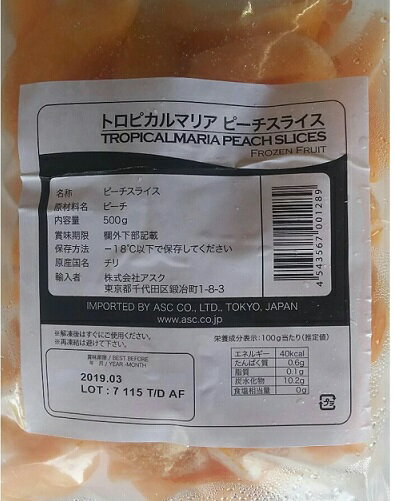 トロピカルマリア ピーチスライス
TROPICALMARIA PEACH SLICES
FROZEN FRUIT
名称 ピーチスライス
原材料名 ピーチ
内容量 500g
賞味期限 欄外下部記載
保存方法 −18℃以下で保存してください
原産国名 チリ
輸入者 株式会社アスク
東京都千代田区鍛冶町1-8-3
4 543567 001289
IMPORTED BY ASC CO., LTD., TOKYO, JAPAN
www.asc.co.jp
※解凍後はすぐにご使用ください。
※再凍結は避けて下さい。
賞味期限 / BEST BEFORE
年 月 / YEAR -MONTH
2019.03
LOT : 7 115 T/D AF
栄養成分表示：100g当たり(推定値)
エネルギー 40kcal
たんぱく質 0.6g
脂質 0.1g
炭水化物 10.2g
食塩相当量 0g
プラ